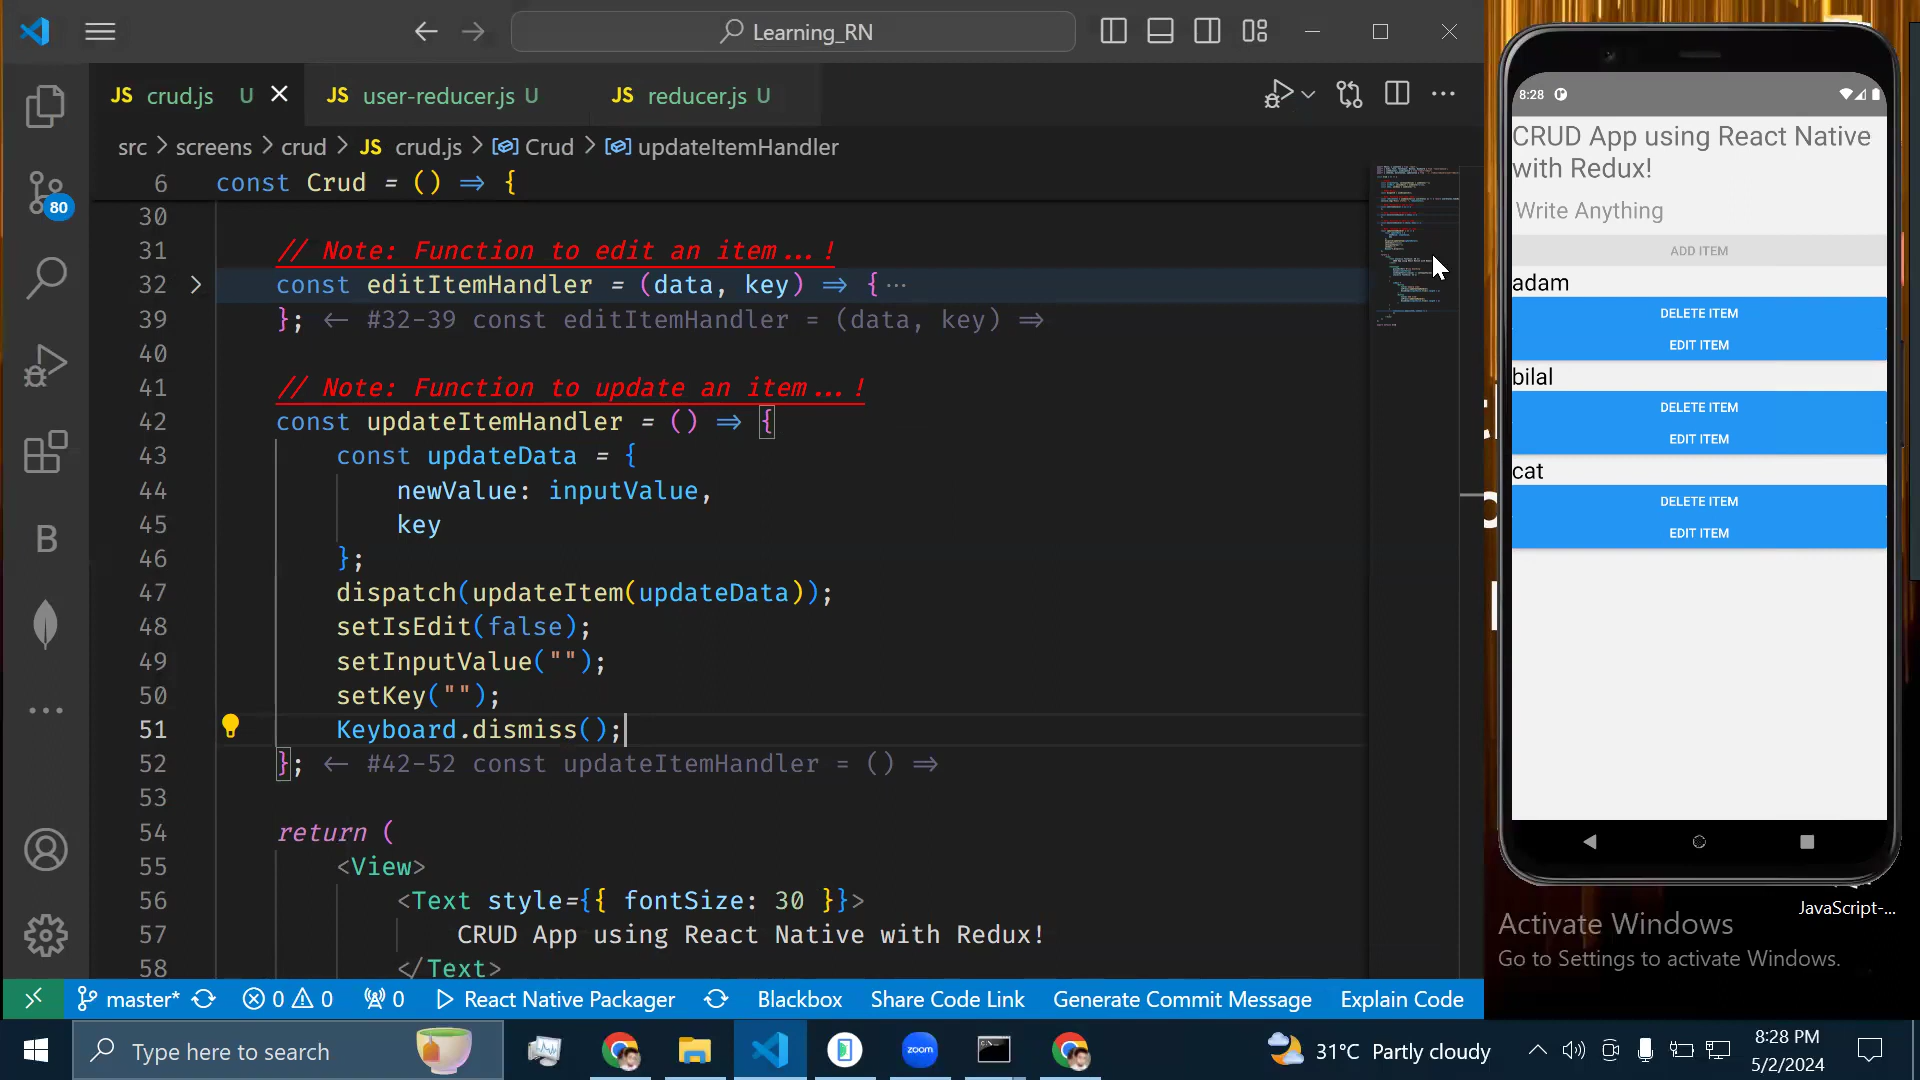 Learning_RN
JS crud.js U
JS user-reducer.js U
JS reducer.js U
src > screens > crud > JS crud.js > Crud > updateItemHandler
6 const Crud = () => {
30
31 // Note: Function to edit an item...!
32 const editItemHandler = (data, key) => { ...
39 }; <- #32-39 const editItemHandler = (data, key) =>
40
41 // Note: Function to update an item...!
42 const updateItemHandler = () => {
43 const updateData = {
44 newValue: inputValue,
45 key
46 };
47 dispatch(updateItem(updateData));
48 setIsEdit(false);
49 setInputValue("");
50 setKey("");
51 Keyboard.dismiss();
52 }; <- #42-52 const updateItemHandler = () =>
53
54 return (
55 <View>
56 <Text style={{ fontSize: 30 }}>
57 CRUD App using React Native with Redux!
58 </Text>
80
B
master* 0 0 0 React Native Packager Blackbox Share Code Link Generate Commit Message Explain Code
8:28
CRUD App using React Native
with Redux!
Write Anything
ADD ITEM
adam
DELETE ITEM
EDIT ITEM
bilal
DELETE ITEM
EDIT ITEM
cat
DELETE ITEM
EDIT ITEM
JavaScript-...
Activate Windows
Go to Settings to activate Windows.
Type here to search
zoom
31°C Partly cloudy
8:28 PM
5/2/2024